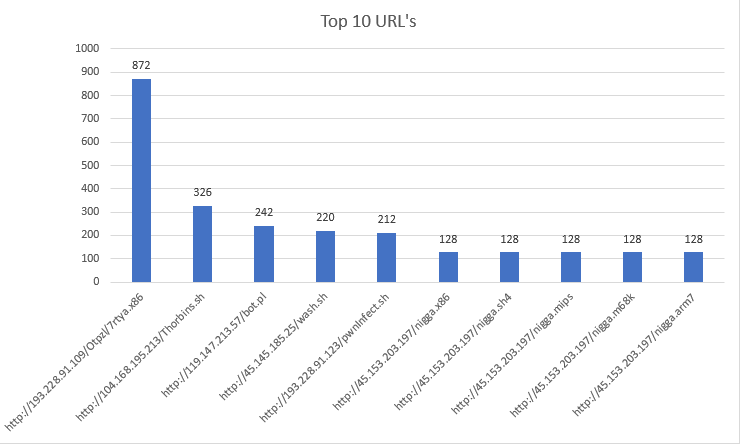 Top 10 URL's
1000
900
800
700
600
500
400
300
200
100
0
872
326
242
220
212
128
128
128
128
128
http://193.228.91.109/Otpzl/7rtya.x86
http://104.168.195.213/Thorbins.sh
http://119.147.213.57/bot.pl
http://45.145.185.25/wash.sh
http://193.228.91.123/pwnInfect.sh
http://45.153.203.197/nigga.x86
http://45.153.203.197/nigga.sh4
http://45.153.203.197/nigga.mips
http://45.153.203.197/nigga.m68k
http://45.153.203.197/nigga.arm7